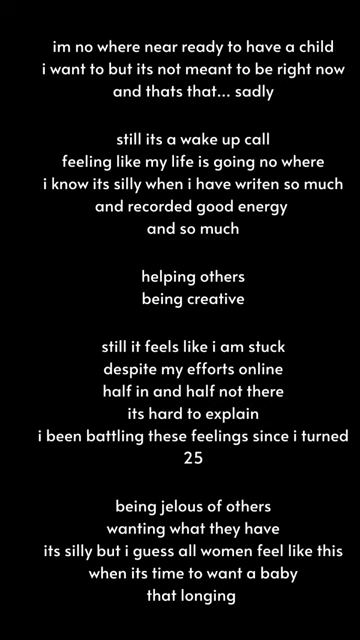 im no where near ready to have a child
i want to but its not meant to be right now
and thats that... sadly
still its a wake up call
feeling like my life is going no where
i know its silly when i have writen so much
and recorded good energy
and so much
helping others
being creative
still it feels like i am stuck
despite my efforts online
half in and half not there
its hard to explain
i been battling these feelings since i turned
25
being jelous of others
wanting what they have
its silly but i guess all women feel like this
when its time to want a baby
that longing